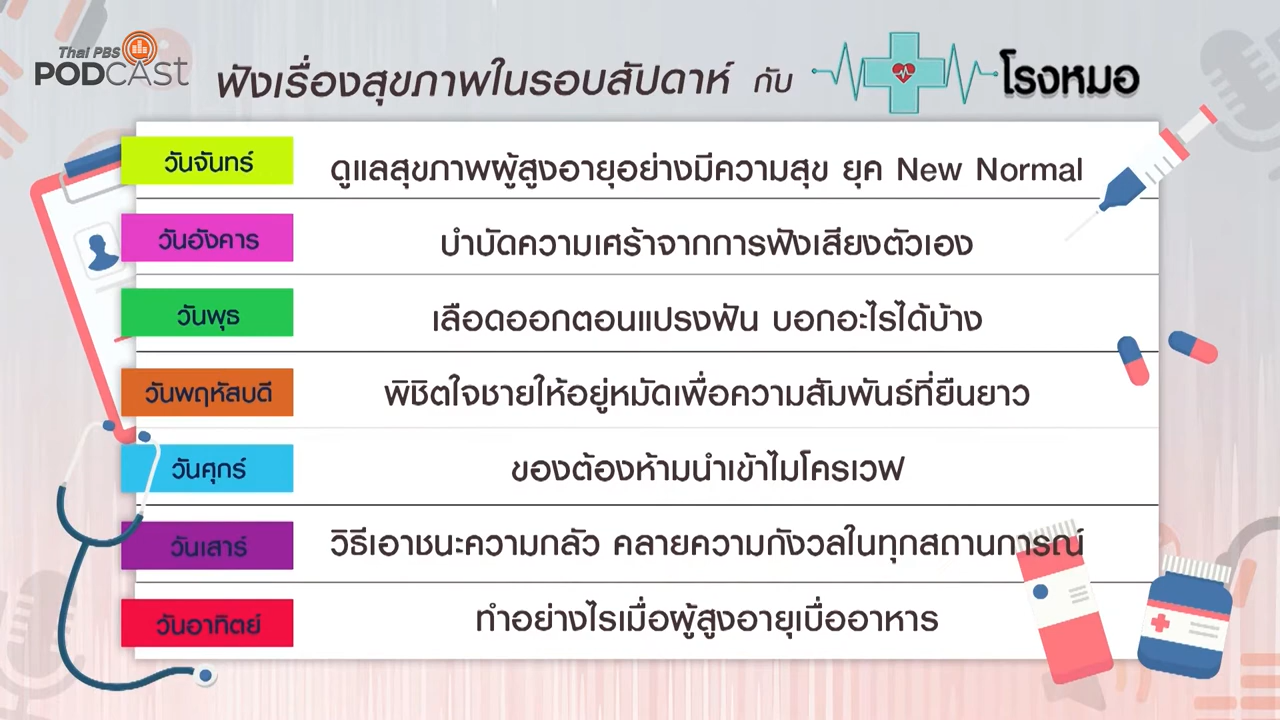 Thai PBS
PODCAST
ฟังเรื่องสุขภาพในรอบสัปดาห์ กับ โรงหมอ
วันจันทร์ ดูแลสุขภาพผู้สูงอายุอย่างมีความสุข ยุค New Normal
วันอังคาร บำบัดความเศร้าจากการฟังเสียงตัวเอง
วันพุธ เลือดออกตอนแปรงฟัน บอกอะไรได้บ้าง
วันพฤหัสบดี พิชิตใจชายให้อยู่หมัดเพื่อความสัมพันธ์ที่ยืนยาว
วันศุกร์ ของต้องห้ามนำเข้าไมโครเวฟ
วันเสาร์ วิธีเอาชนะความกลัว คลายความกังวลในทุกสถานการณ์
วันอาทิตย์ ทำอย่างไรเมื่อผู้สูงอายุเบื่ออาหาร